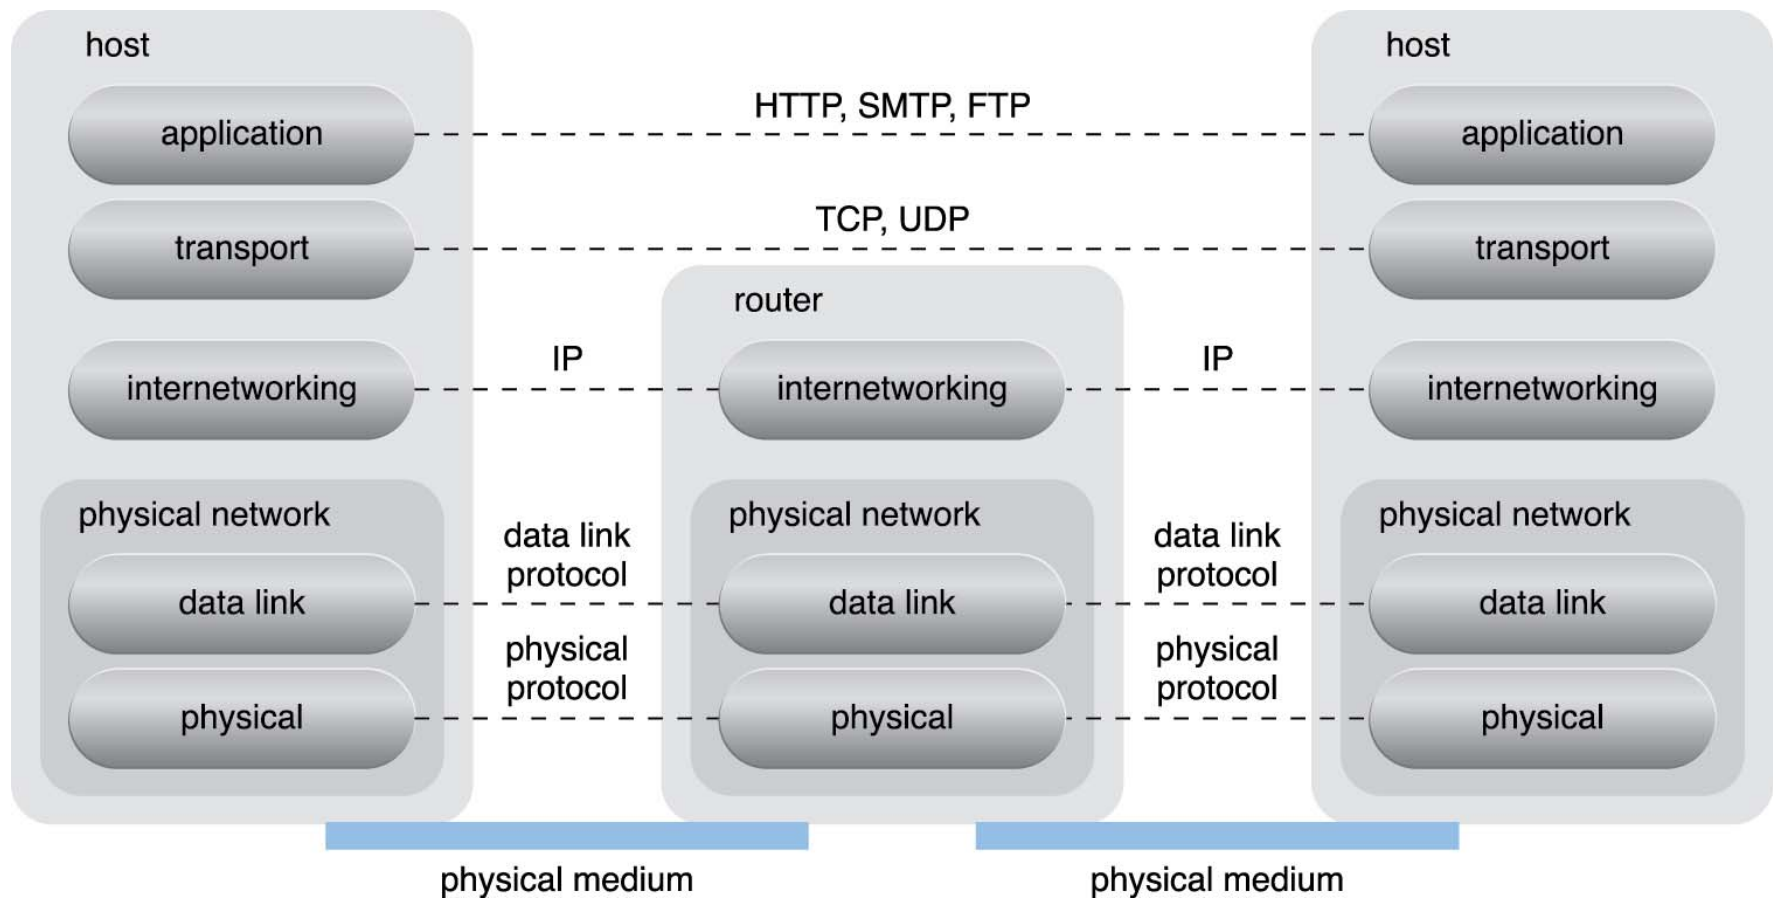 host
host
application
HTTP, SMTP, FTP
application
transport
TCP, UDP
transport
router
internetworking
IP
internetworking
IP
internetworking
physical network
physical network
physical network
data link
protocol
data link
protocol
data link
data link
data link
physical
protocol
physical
protocol
physical
physical
physical
physical medium
physical medium